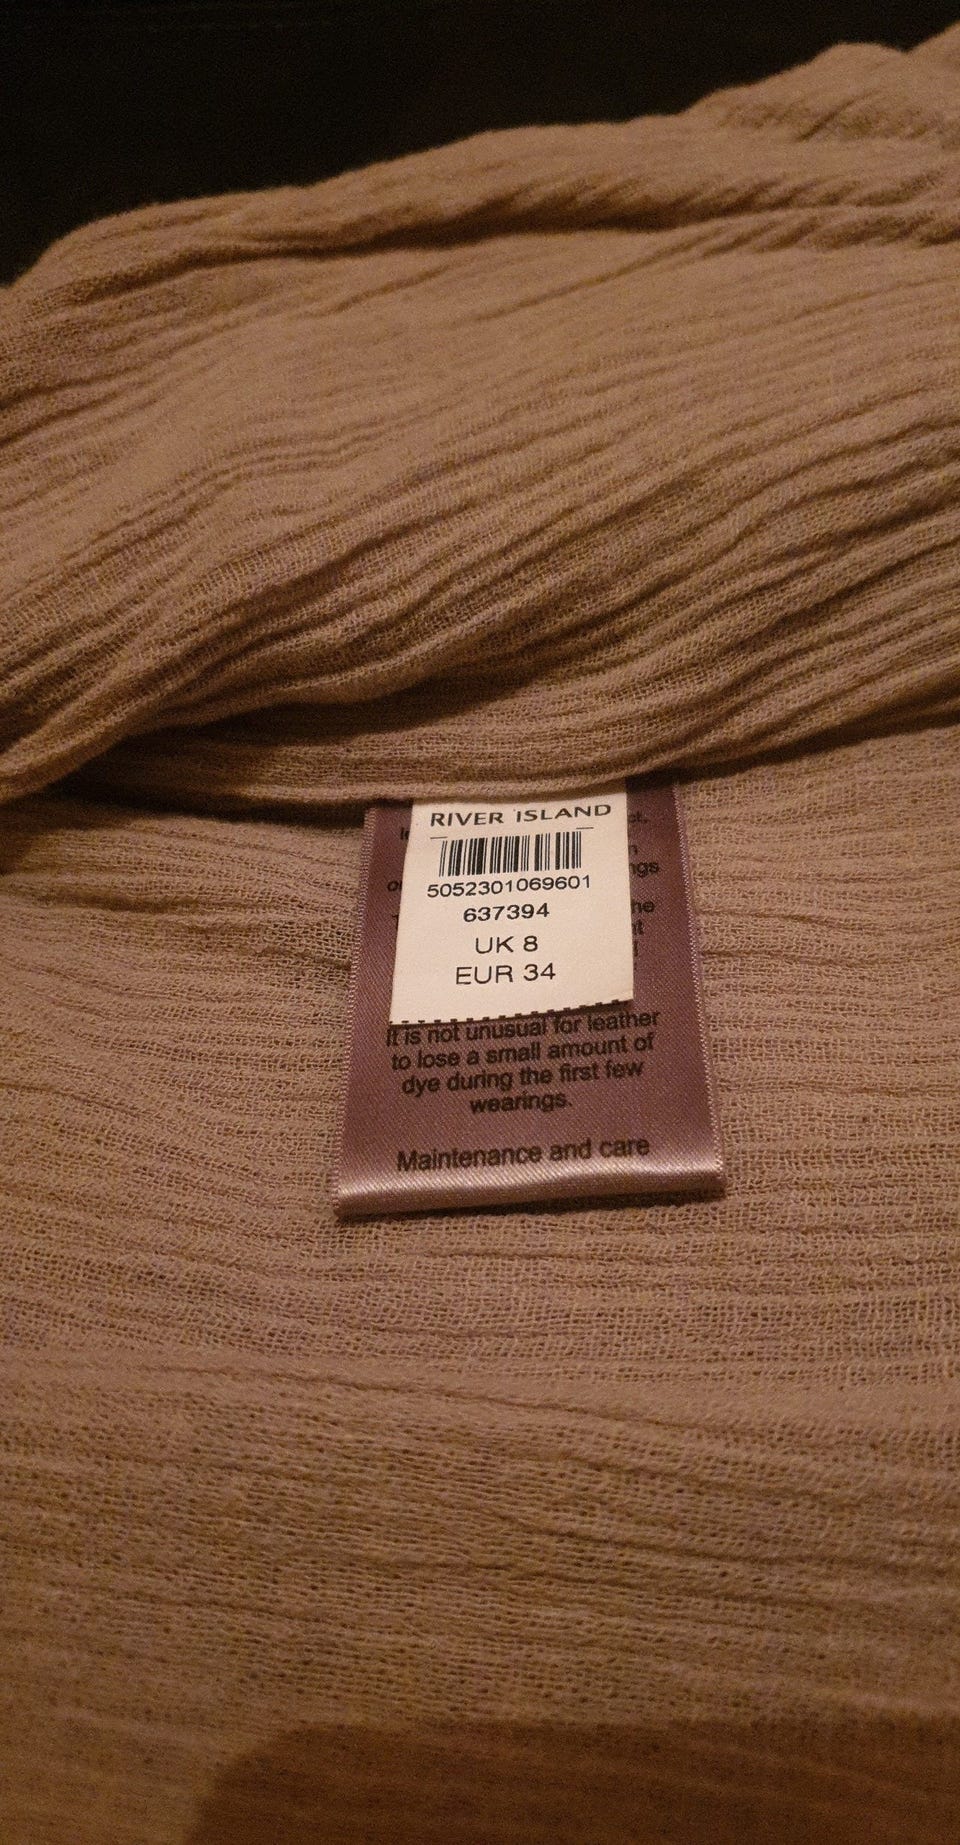 RIVER ISLAND
5052301069601
637394
UK 8
EUR 34
It is not unusual for leather
to lose a small amount of
dye during the first few
wearings.
Maintenance and care